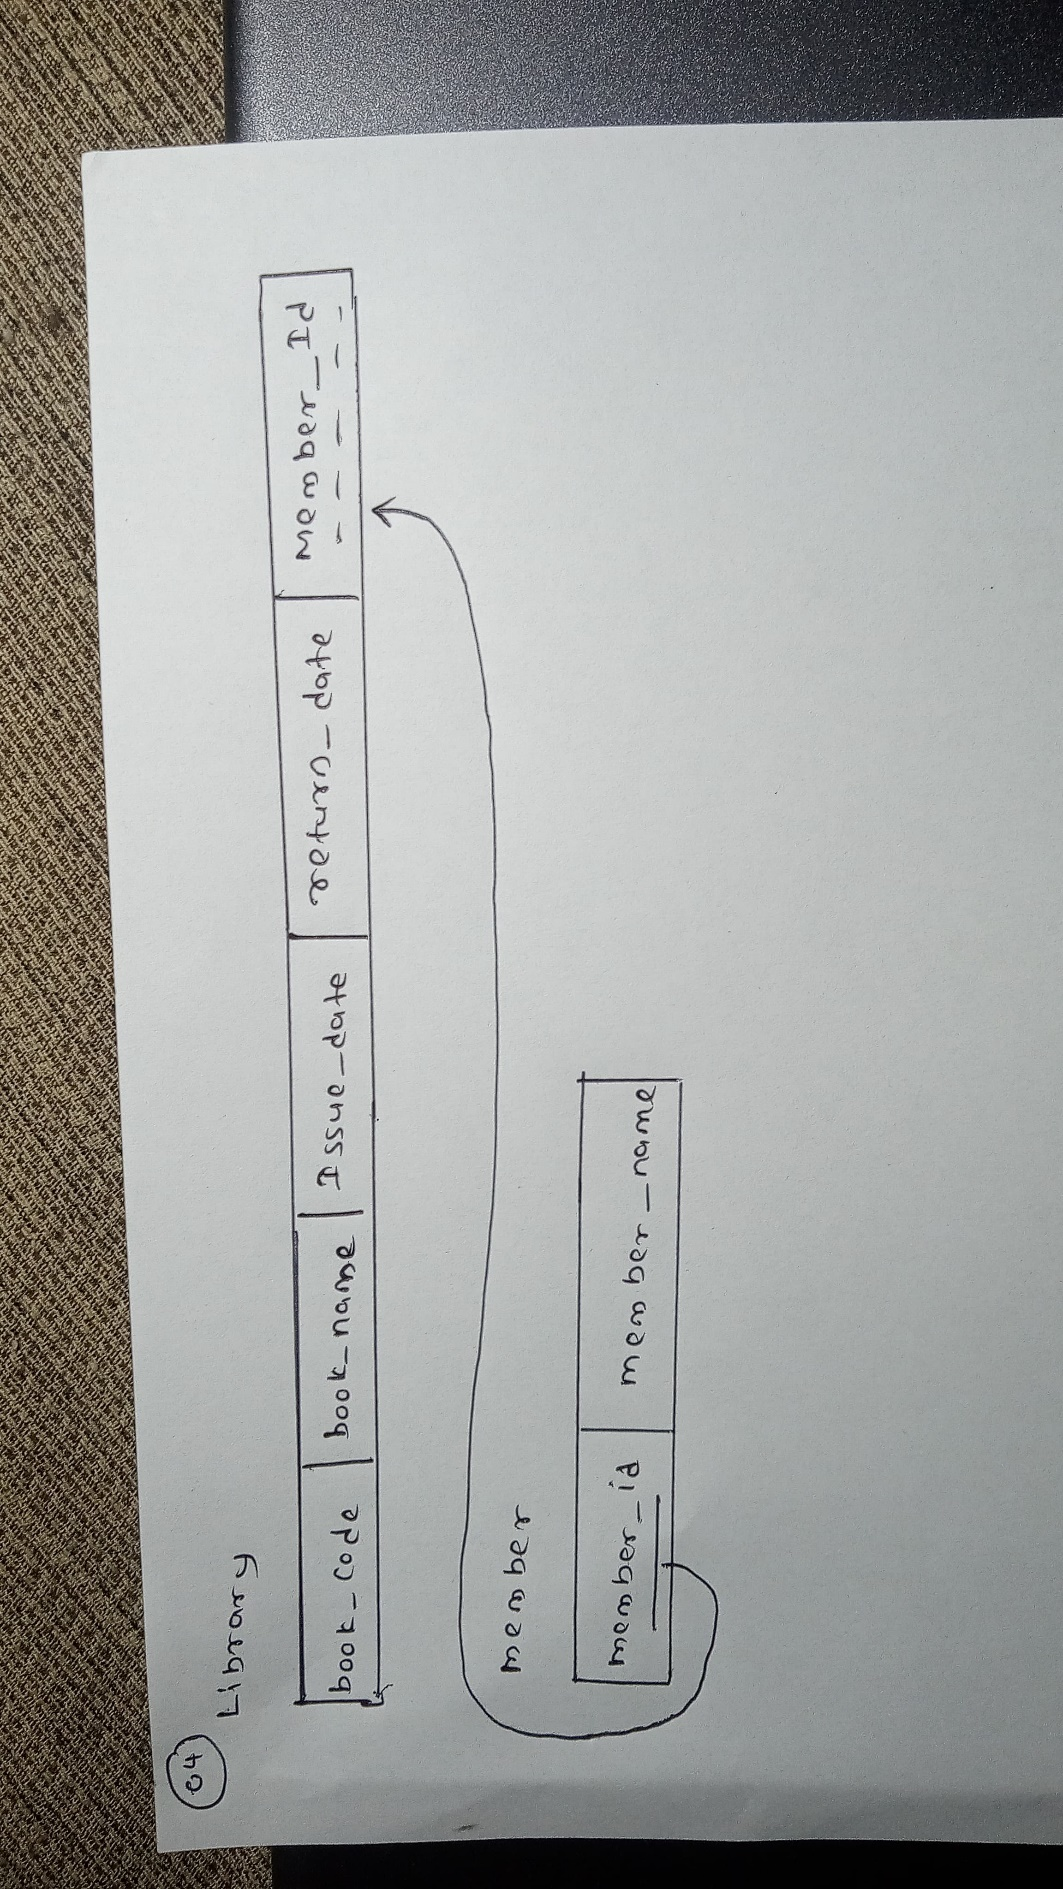 04
Library
book_code book_name Issue_date return_date Member_Id
member
member_id member_name